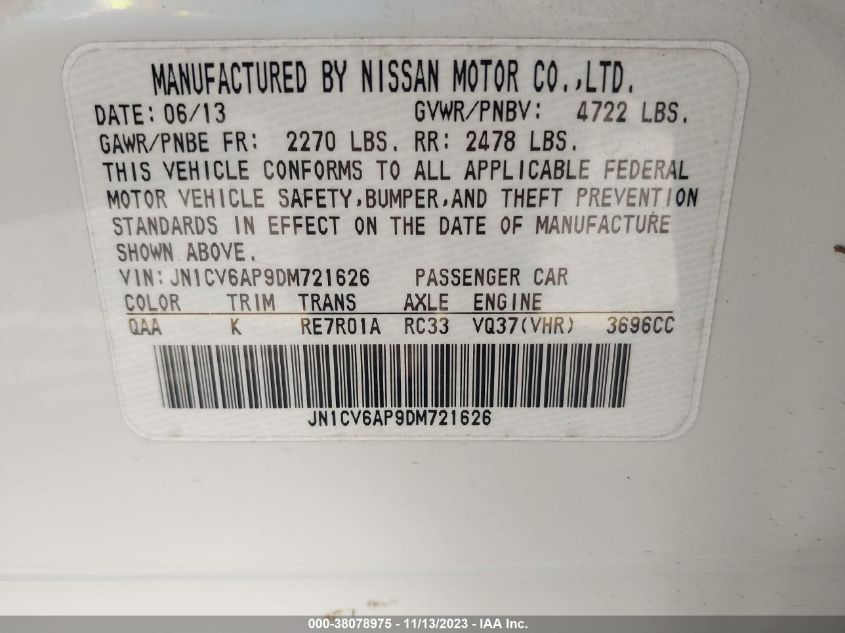 MANUFACTURED BY NISSAN MOTOR CO.,LTD.
DATE: 06/13 GVWR/PNBV: 4722 LBS.
GAWR/PNBE FR: 2270 LBS. RR: 2478 LBS.
THIS VEHICLE CONFORMS TO ALL APPLICABLE FEDERAL
MOTOR VEHICLE SAFETY,BUMPER,AND THEFT PREVENTION
STANDARDS IN EFFECT ON THE DATE OF MANUFACTURE
SHOWN ABOVE.
VIN: JN1CV6AP9DM721626 PASSENGER CAR
COLOR TRIM TRANS AXLE ENGINE
QAA K RE7R01A RC33 VQ37(VHR) 3696CC
JN1CV6AP9DM721626
000-38078975 - 11/13/2023 - IAA Inc.